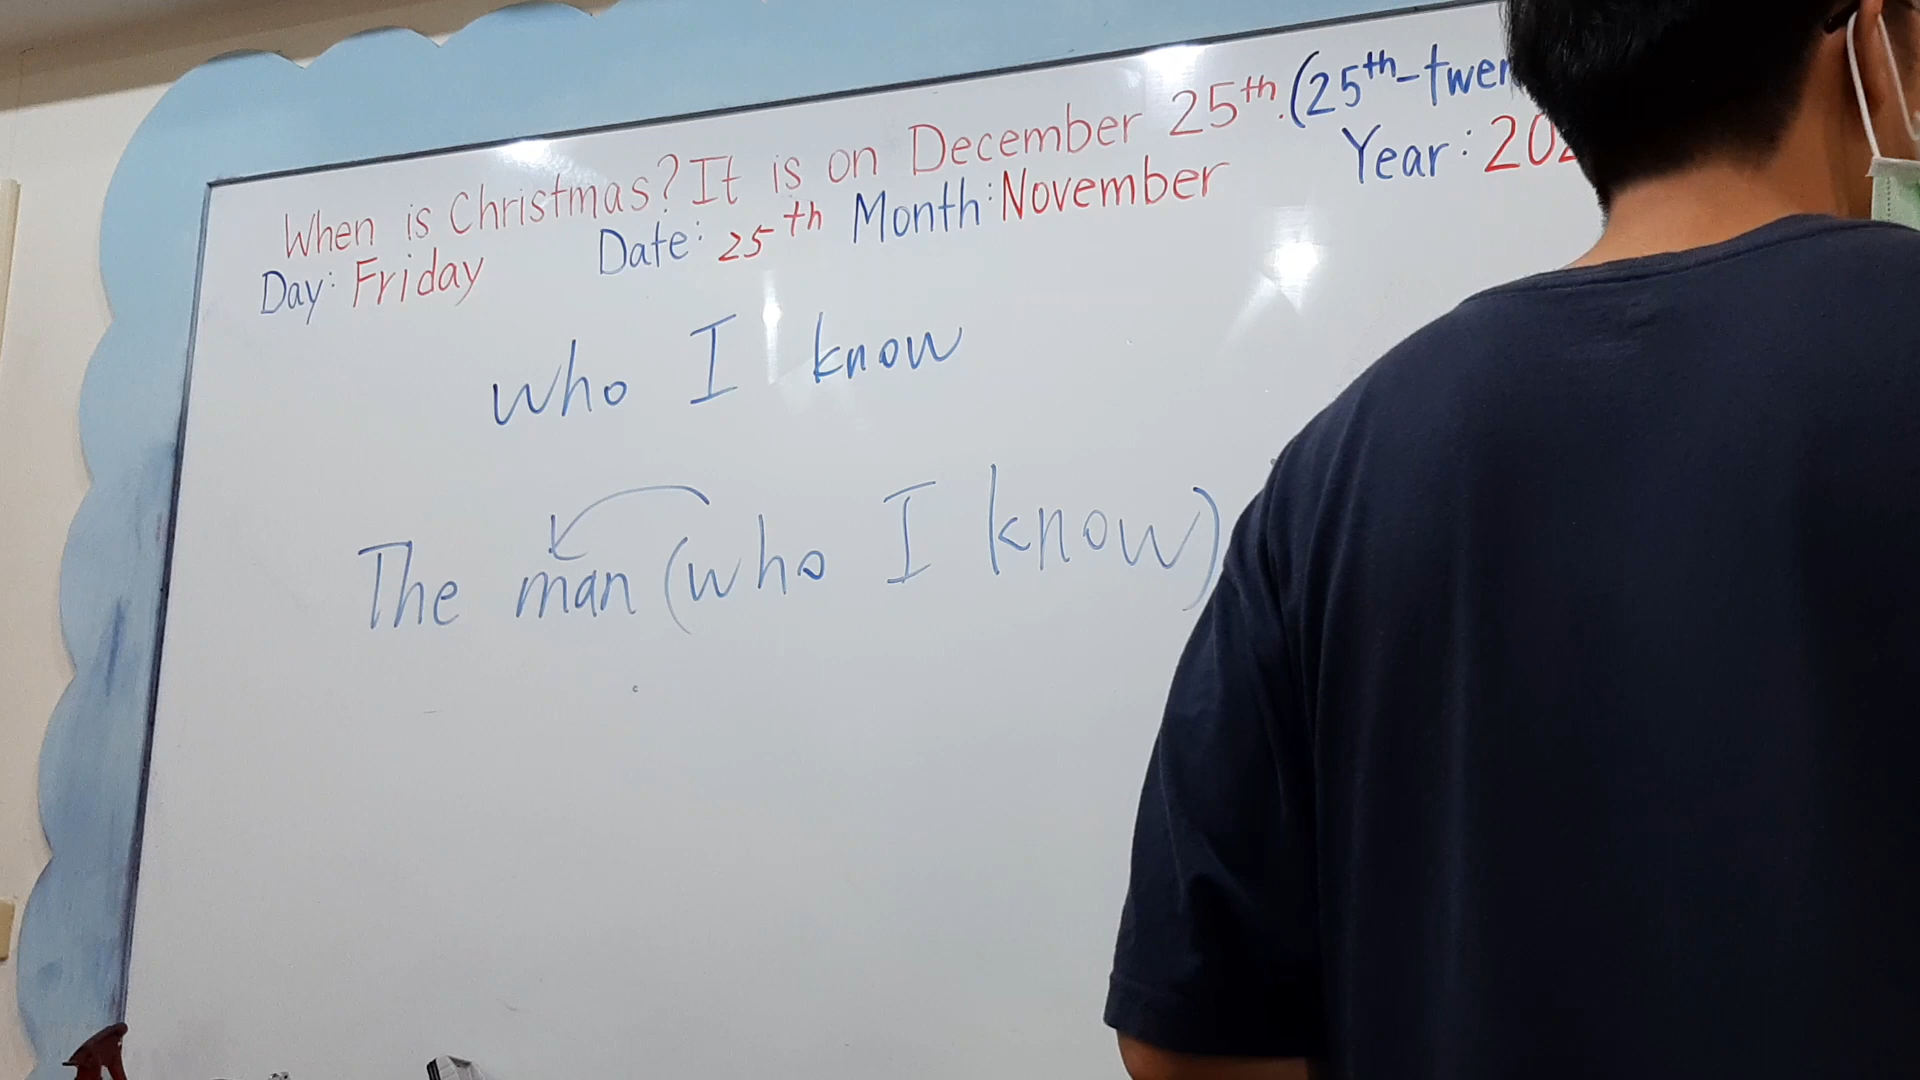 When is Christmas? It is on December 25th. (25th-twen
Day: Friday Date: 25th Month: November Year: 202
who I know
The man (who I know)